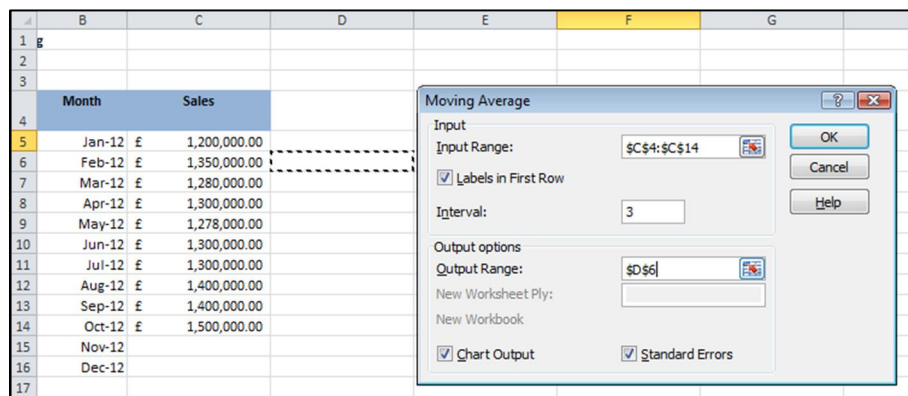 B C D E F G
1 g
2
3
4 Month Sales
5 Jan-12 £ 1,200,000.00
6 Feb-12 £ 1,350,000.00
7 Mar-12 £ 1,280,000.00
8 Apr-12 £ 1,300,000.00
9 May-12 £ 1,278,000.00
10 Jun-12 £ 1,300,000.00
11 Jul-12 £ 1,300,000.00
12 Aug-12 £ 1,400,000.00
13 Sep-12 £ 1,400,000.00
14 Oct-12 £ 1,500,000.00
15 Nov-12
16 Dec-12
17
Moving Average
Input
Input Range: $C$4:$C$14
Labels in First Row
Interval: 3
Output options
Output Range: $D$6
New Worksheet Ply:
New Workbook
Chart Output Standard Errors
OK
Cancel
Help